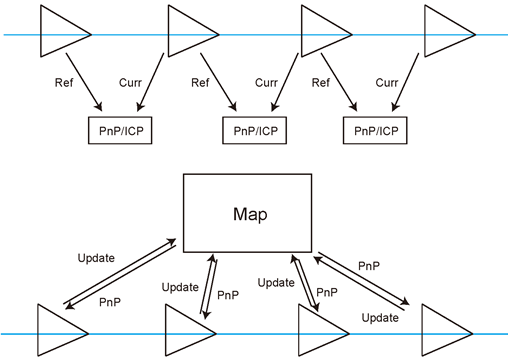 Ref
Curr
Ref
Curr
Ref
Curr
PnP/ICP
PnP/ICP
PnP/ICP
Map
Update
PnP
Update
PnP
Update
PnP
PnP
Update